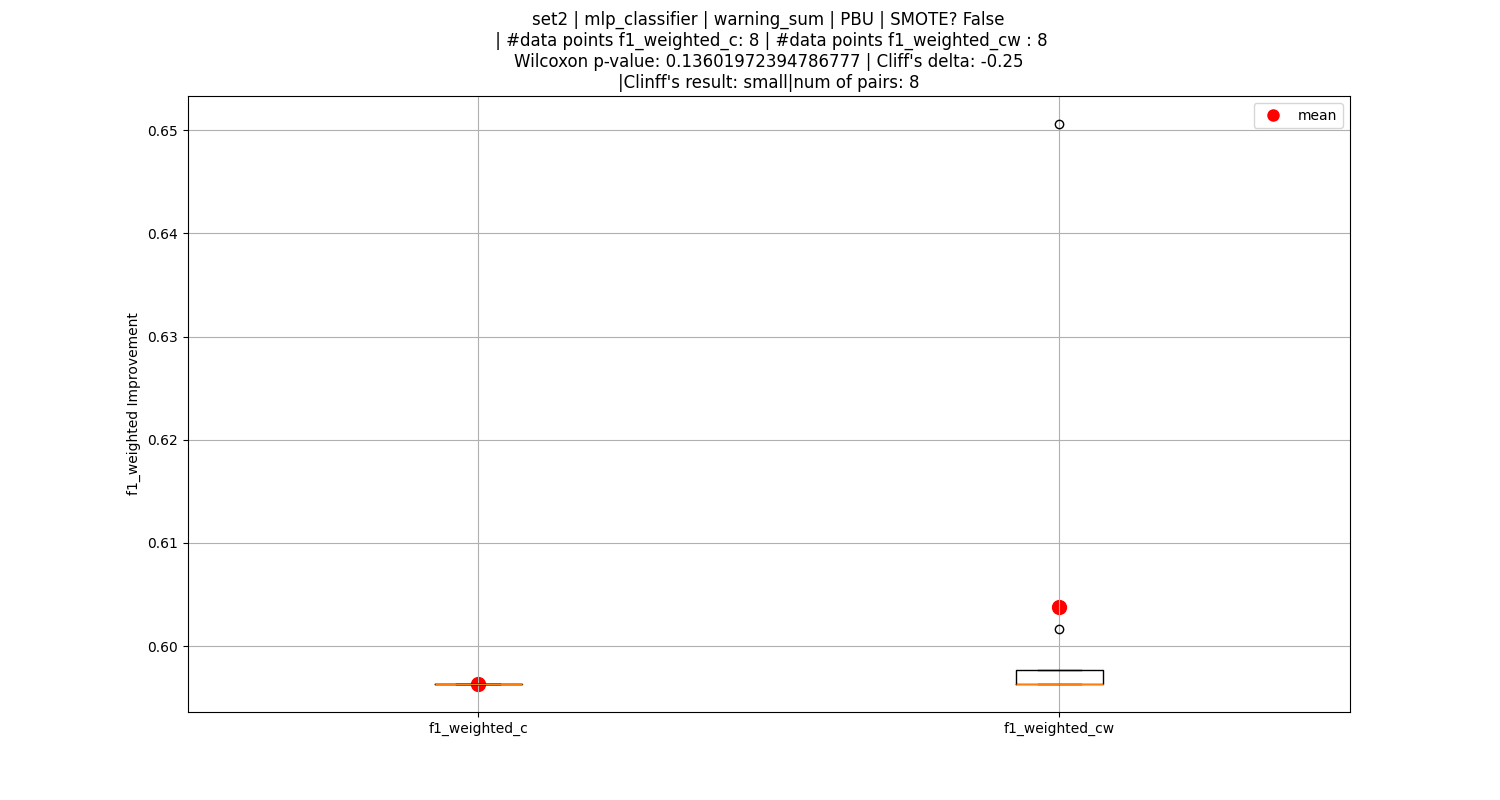 set2 | mlp_classifier | warning_sum | PBU | SMOTE? False
| #data points f1_weighted_c: 8 | #data points f1_weighted_cw : 8
Wilcoxon p-value: 0.13601972394786777 | Cliff's delta: -0.25
|Clinff's result: small|num of pairs: 8
mean
0.65
0.64
0.63
0.62
0.61
0.60
f1_weighted Improvement
f1_weighted_c
f1_weighted_cw